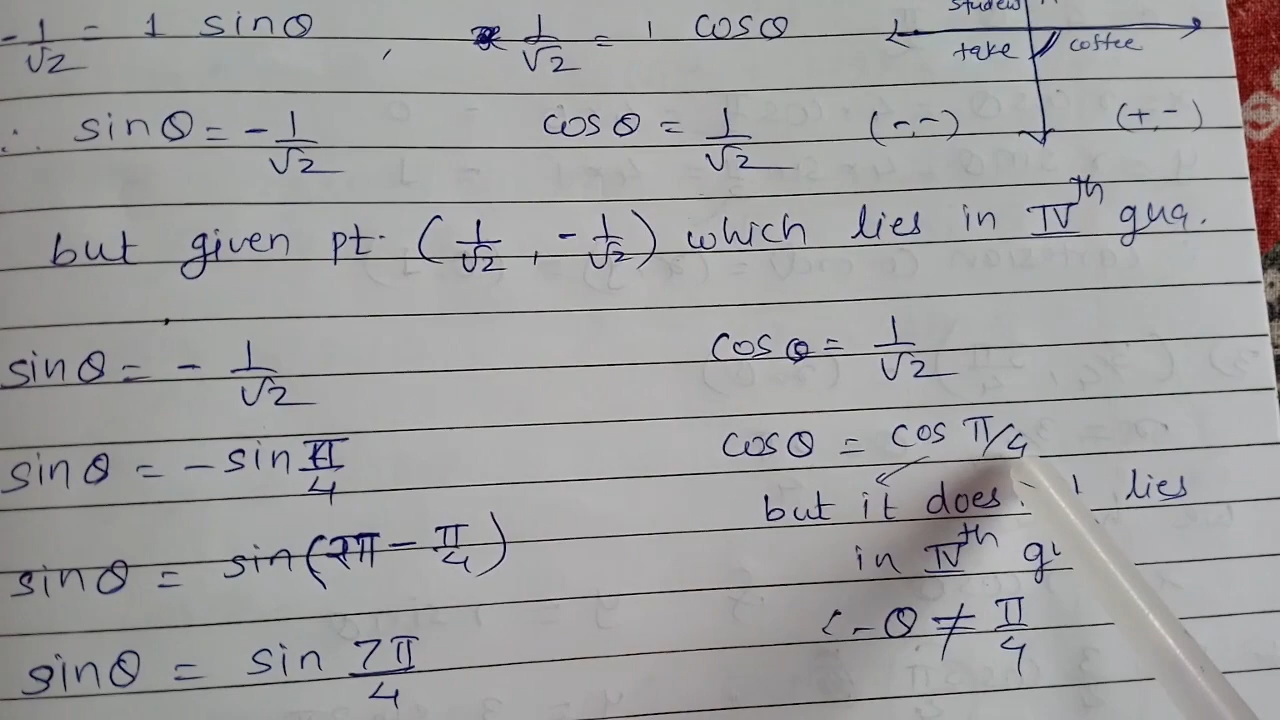 -1/√2 = 1 sinθ , 1/√2 = 1 cosθ
student
take coffee
∴ sinθ = -1/√2 cosθ = 1/√2 (-,-) (+,-)
but given pt. (1/√2, -1/√2) which lies in IVth qua.
sinθ = -1/√2 cosθ = 1/√2
sinθ = -sin π/4 cosθ = cos π/4
but it does lies
sinθ = sin(2π - π/4) in IVth
θ ≠ π/4
sinθ = sin 7π/4